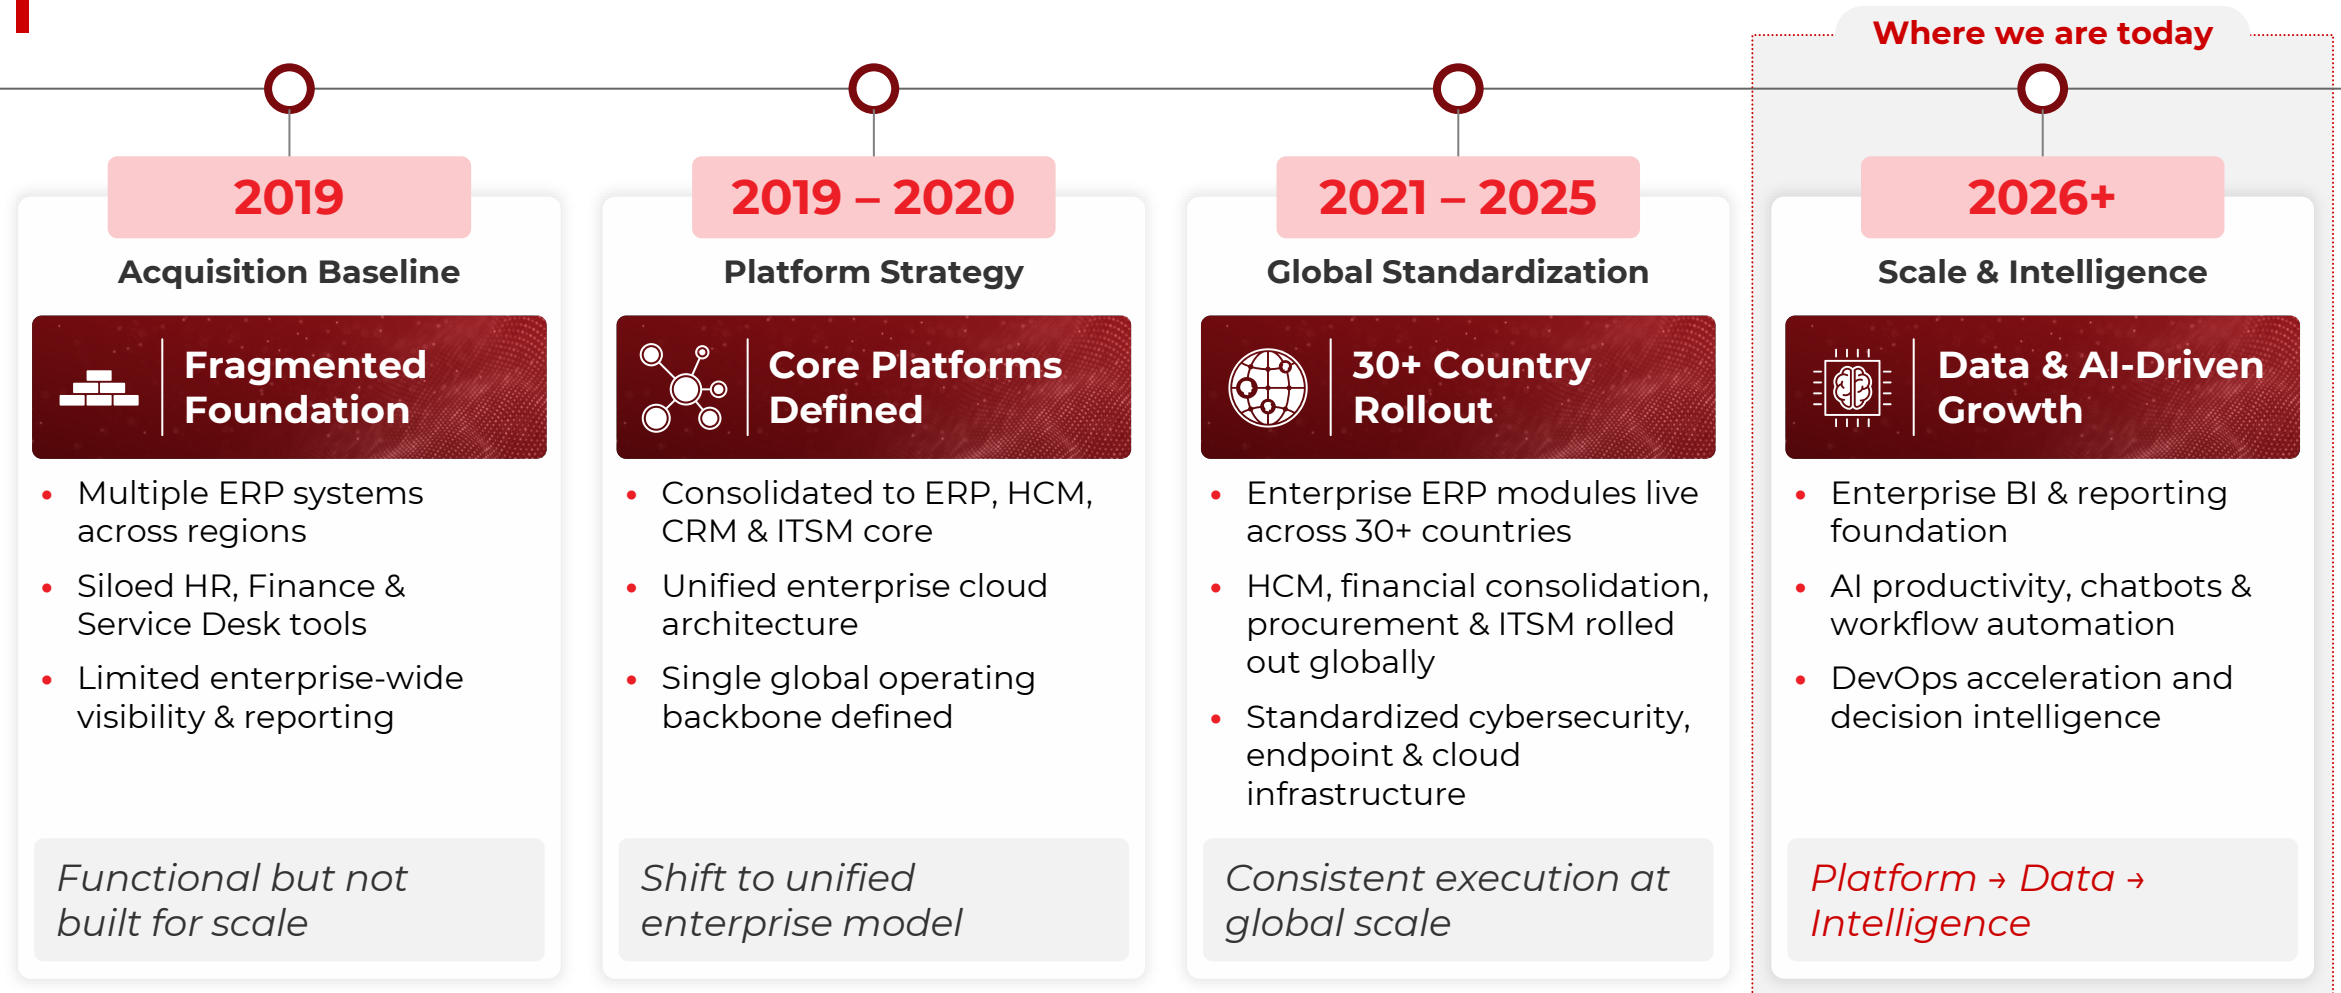 Where we are today
2019
Acquisition Baseline
Fragmented
Foundation
• Multiple ERP systems
across regions
• Siloed HR, Finance &
Service Desk tools
• Limited enterprise-wide
visibility & reporting
Functional but not
built for scale
2019 – 2020
Platform Strategy
Core Platforms
Defined
• Consolidated to ERP, HCM,
CRM & ITSM core
• Unified enterprise cloud
architecture
• Single global operating
backbone defined
Shift to unified
enterprise model
2021 – 2025
Global Standardization
30+ Country
Rollout
• Enterprise ERP modules live
across 30+ countries
• HCM, financial consolidation,
procurement & ITSM rolled
out globally
• Standardized cybersecurity,
endpoint & cloud
infrastructure
Consistent execution at
global scale
2026+
Scale & Intelligence
Data & AI-Driven
Growth
• Enterprise BI & reporting
foundation
• AI productivity, chatbots &
workflow automation
• DevOps acceleration and
decision intelligence
Platform → Data →
Intelligence